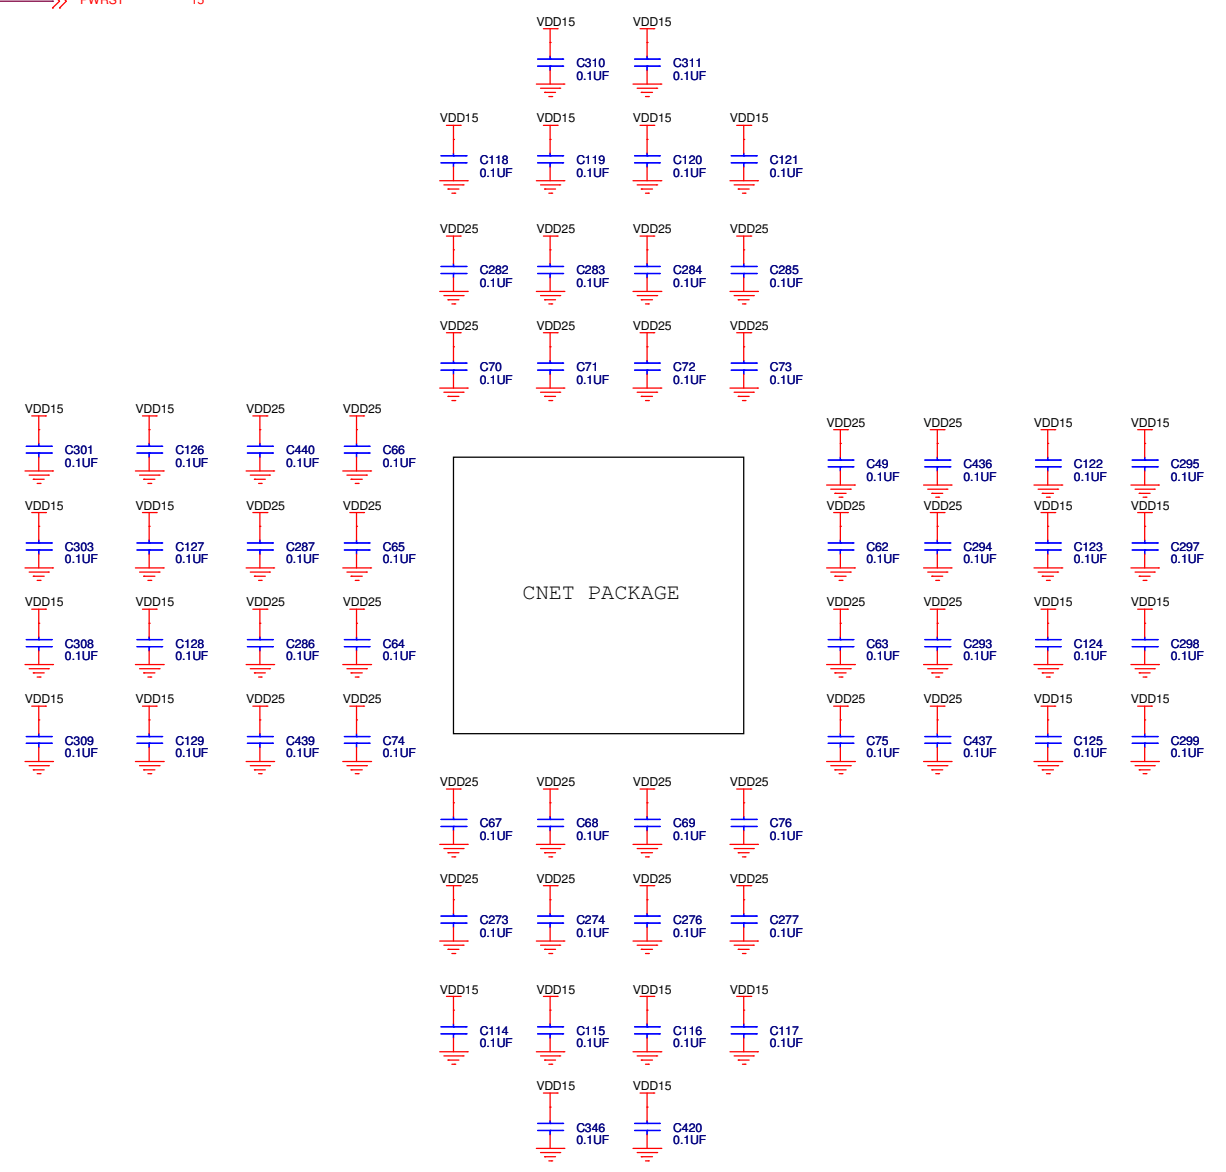 PWRST 15
VDD15 VDD15
C310 C311
0.1UF 0.1UF
VDD15 VDD15 VDD15 VDD15
C118 C119 C120 C121
0.1UF 0.1UF 0.1UF 0.1UF
VDD25 VDD25 VDD25 VDD25
C282 C283 C284 C285
0.1UF 0.1UF 0.1UF 0.1UF
VDD25 VDD25 VDD25 VDD25
C70 C71 C72 C73
0.1UF 0.1UF 0.1UF 0.1UF
VDD15 VDD15 VDD25 VDD25
C301 C126 C440 C66
0.1UF 0.1UF 0.1UF 0.1UF
VDD15 VDD15 VDD25 VDD25
C303 C127 C287 C65
0.1UF 0.1UF 0.1UF 0.1UF
VDD15 VDD15 VDD25 VDD25
C308 C128 C286 C64
0.1UF 0.1UF 0.1UF 0.1UF
VDD15 VDD15 VDD25 VDD25
C309 C129 C439 C74
0.1UF 0.1UF 0.1UF 0.1UF
CNET PACKAGE
VDD25 VDD25 VDD15 VDD15
C49 C436 C122 C295
0.1UF 0.1UF 0.1UF 0.1UF
VDD25 VDD25 VDD15 VDD15
C62 C294 C123 C297
0.1UF 0.1UF 0.1UF 0.1UF
VDD25 VDD25 VDD15 VDD15
C63 C293 C124 C298
0.1UF 0.1UF 0.1UF 0.1UF
VDD25 VDD25 VDD15 VDD15
C75 C437 C125 C299
0.1UF 0.1UF 0.1UF 0.1UF
VDD25 VDD25 VDD25 VDD25
C67 C68 C69 C76
0.1UF 0.1UF 0.1UF 0.1UF
VDD25 VDD25 VDD25 VDD25
C273 C274 C276 C277
0.1UF 0.1UF 0.1UF 0.1UF
VDD15 VDD15 VDD15 VDD15
C114 C115 C116 C117
0.1UF 0.1UF 0.1UF 0.1UF
VDD15 VDD15
C346 C420
0.1UF 0.1UF